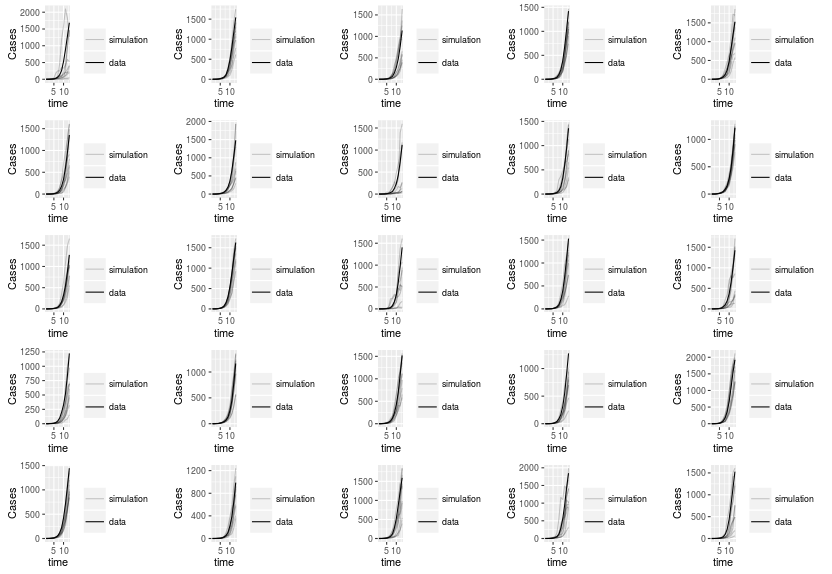 2000 1500 1000 500 0 Cases simulation data 5 10 time
1500 1000 500 0 Cases simulation data 5 10 time
1500 1000 500 0 Cases simulation data 5 10 time
1500 1000 500 0 Cases simulation data 5 10 time
1500 1000 500 0 Cases simulation data 5 10 time
1500 1000 500 0 Cases simulation data 5 10 time
2000 1500 1000 500 0 Cases simulation data 5 10 time
1500 1000 500 0 Cases simulation data 5 10 time
1500 1000 500 0 Cases simulation data 5 10 time
1000 500 0 Cases simulation data 5 10 time
1500 1000 500 0 Cases simulation data 5 10 time
1500 1000 500 0 Cases simulation data 5 10 time
1500 1000 500 0 Cases simulation data 5 10 time
1500 1000 500 0 Cases simulation data 5 10 time
1500 1000 500 0 Cases simulation data 5 10 time
1250 1000 750 500 250 0 Cases simulation data 5 10 time
1000 500 0 Cases simulation data 5 10 time
1500 1000 500 0 Cases simulation data 5 10 time
1000 500 0 Cases simulation data 5 10 time
2000 1500 1000 500 0 Cases simulation data 5 10 time
1500 1000 500 0 Cases simulation data 5 10 time
1200 800 400 0 Cases simulation data 5 10 time
1500 1000 500 0 Cases simulation data 5 10 time
2000 1500 1000 500 0 Cases simulation data 5 10 time
1500 1000 500 0 Cases simulation data 5 10 time